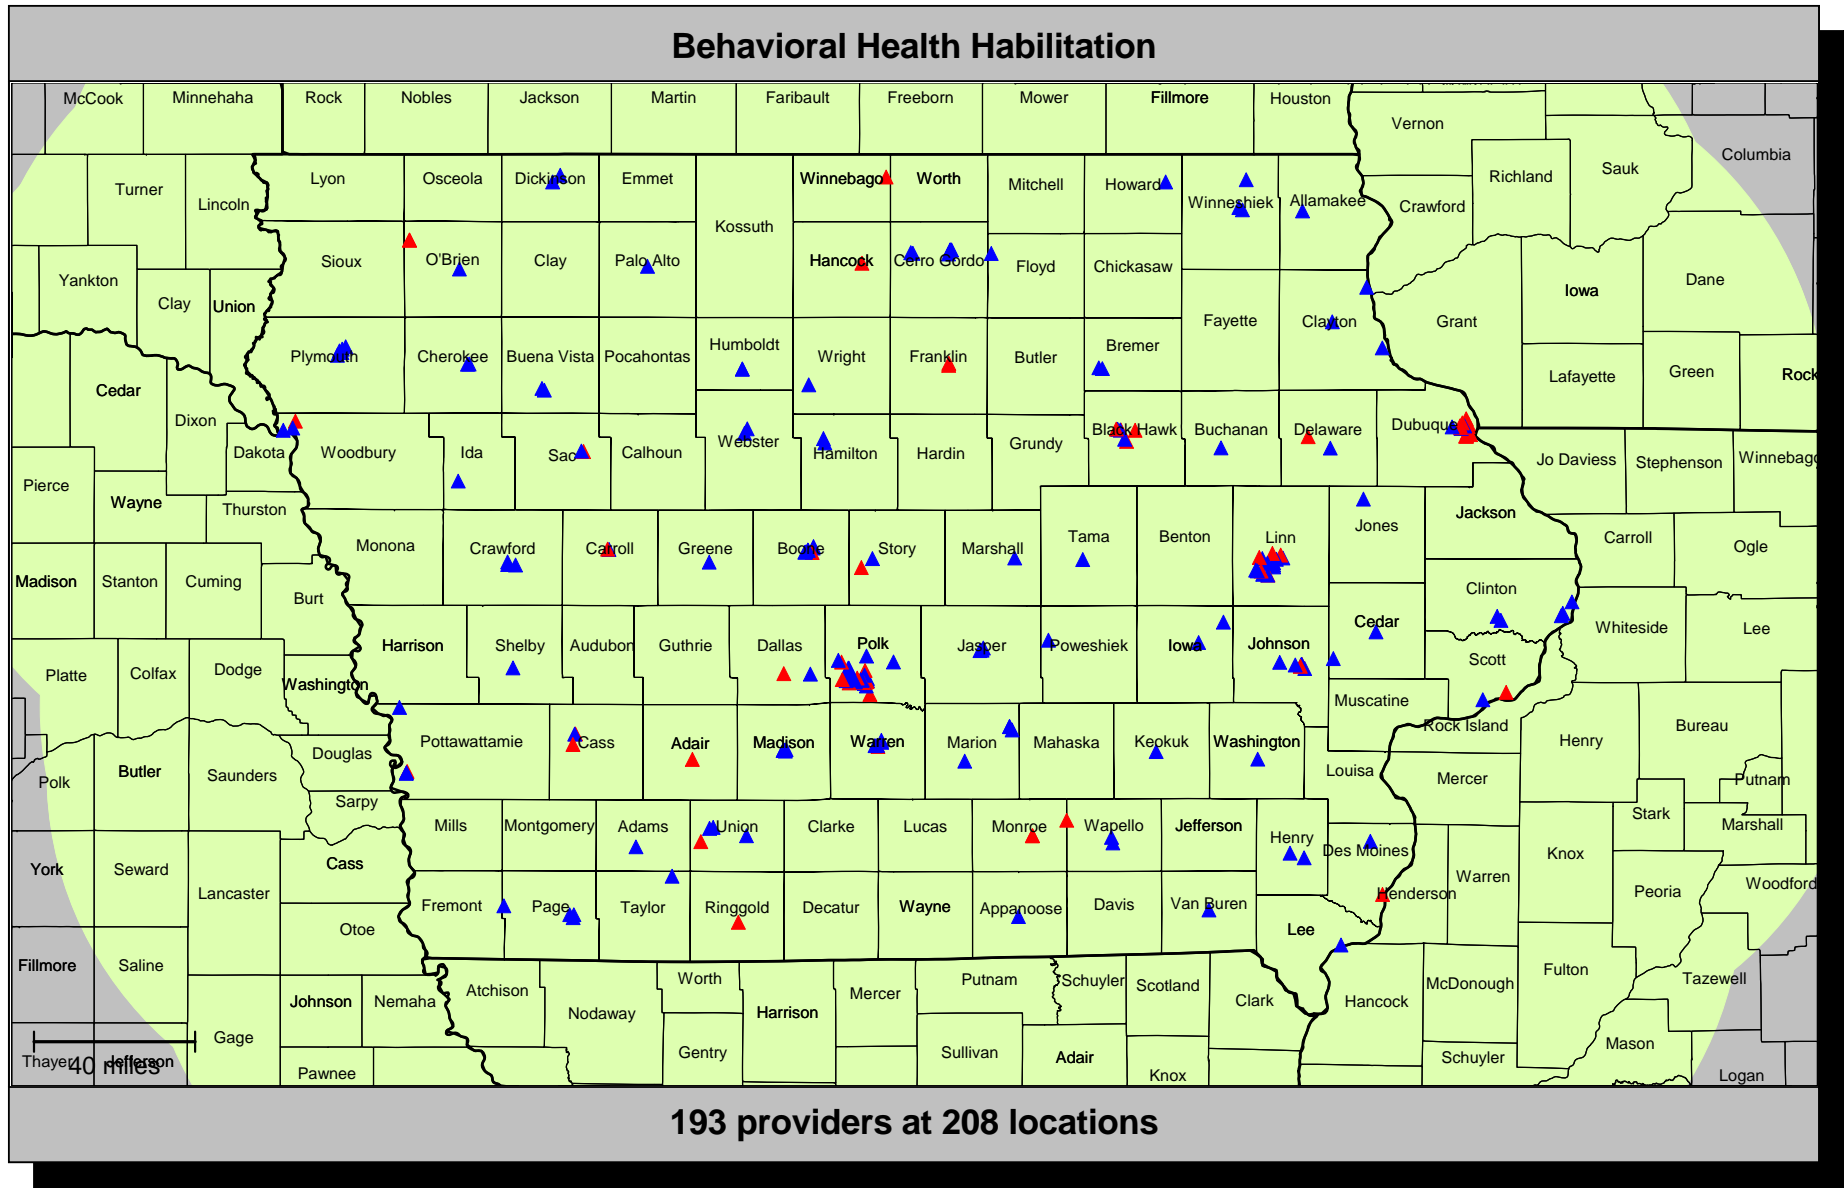 Behavioral Health Habilitation
McCook Minnehaha Rock Nobles Jackson Martin Faribault Freeborn Mower Fillmore Houston
Vernon
Columbia
Sauk
Richland
Turner Lyon Osceola Dickinson Emmet Winnebago Worth Mitchell Howard
Lincoln Winneshiek Allamakee Crawford
Kossuth
Yankton Sioux O'Brien Clay Palo Alto Hancock Cerro Gordo Floyd Chickasaw Dane
Clay Union Iowa
Fayette Clayton Grant
Plymouth Cherokee Buena Vista Pocahontas Humboldt Wright Franklin Butler Bremer
Cedar Lafayette Green Rock
Dixon Dubuque
Dakota Woodbury Ida Sac Calhoun Webster Hamilton Hardin Grundy Black Hawk Buchanan Delaware
Jo Daviess Stephenson Winnebago
Pierce
Wayne Thurston Jackson
Jones
Monona Crawford Carroll Greene Boone Story Marshall Tama Benton Linn Carroll Ogle
Madison Stanton Cuming Burt Clinton
Harrison Shelby Audubon Guthrie Dallas Polk Jasper Poweshiek Iowa Johnson Cedar Whiteside Lee
Platte Colfax Dodge Scott
Washington Muscatine
Rock Island Bureau
Pottawattamie Cass Adair Madison Warren Marion Mahaska Keokuk Washington Henry
Douglas
Polk Butler Saunders Louisa Mercer Putnam
Sarpy
Mills Montgomery Adams Union Clarke Lucas Monroe Wapello Jefferson Henry Stark Marshall
Des Moines Knox
York Seward Cass Warren
Lancaster Henderson Peoria Woodford
Fremont Page Taylor Ringgold Decatur Wayne Appanoose Davis Van Buren
Otoe Lee
Fillmore Saline Fulton
Worth Putnam Schuyler Scotland McDonough Tazewell
Johnson Nemaha Atchison Nodaway Harrison Mercer Clark Hancock
Gage Gentry Sullivan Adair Schuyler Mason
Thayer Jefferson
40 miles
Pawnee Knox Logan
193 providers at 208 locations